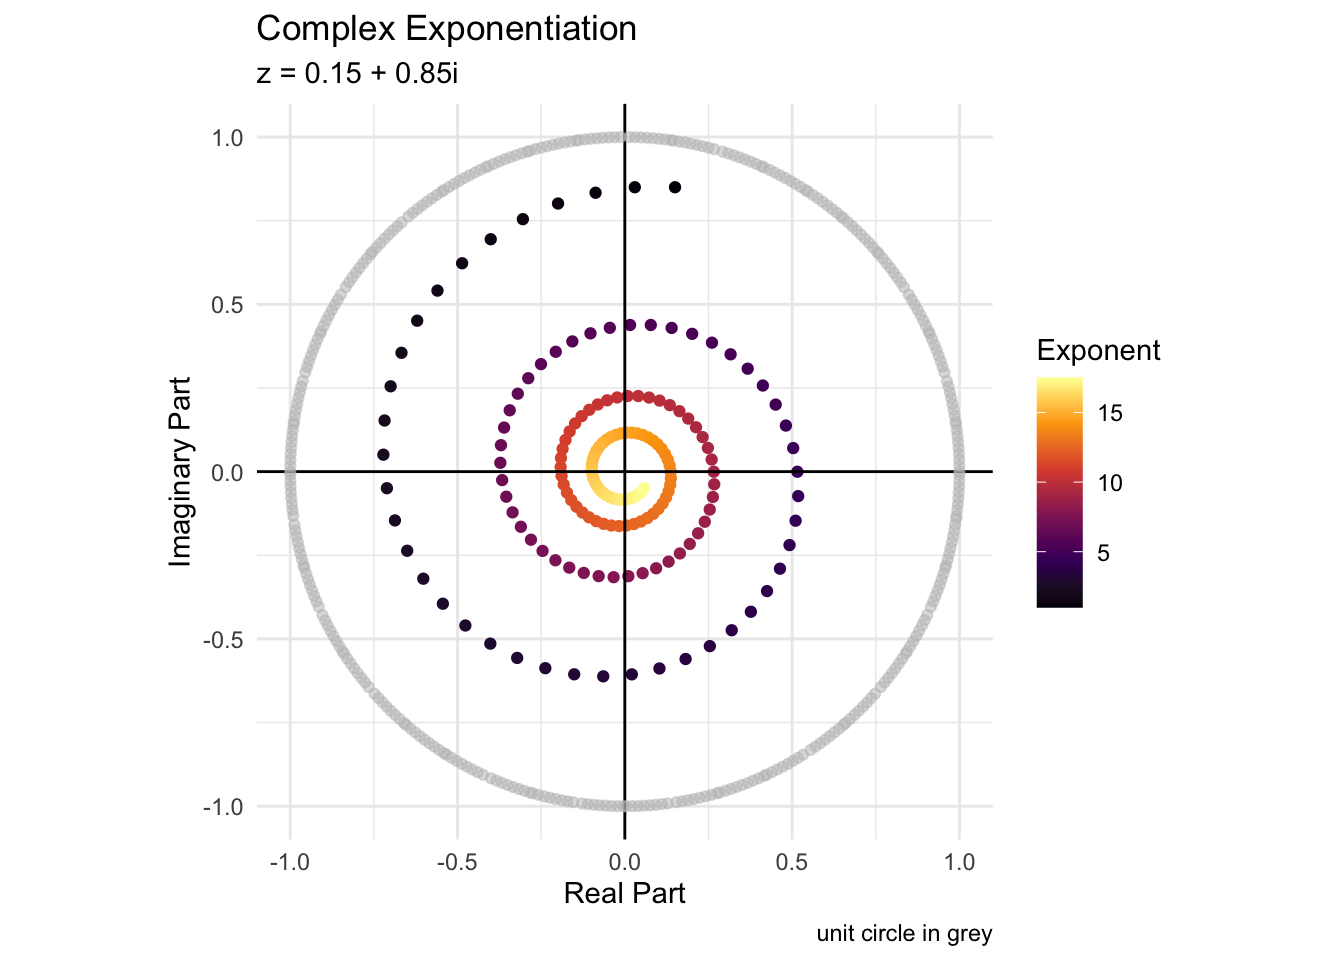 Complex Exponentiation
z = 0.15 + 0.85i
1.0
0.5
0.0
-0.5
-1.0
Imaginary Part
-1.0 -0.5 0.0 0.5 1.0
Real Part
Exponent
15
10
5
unit circle in grey